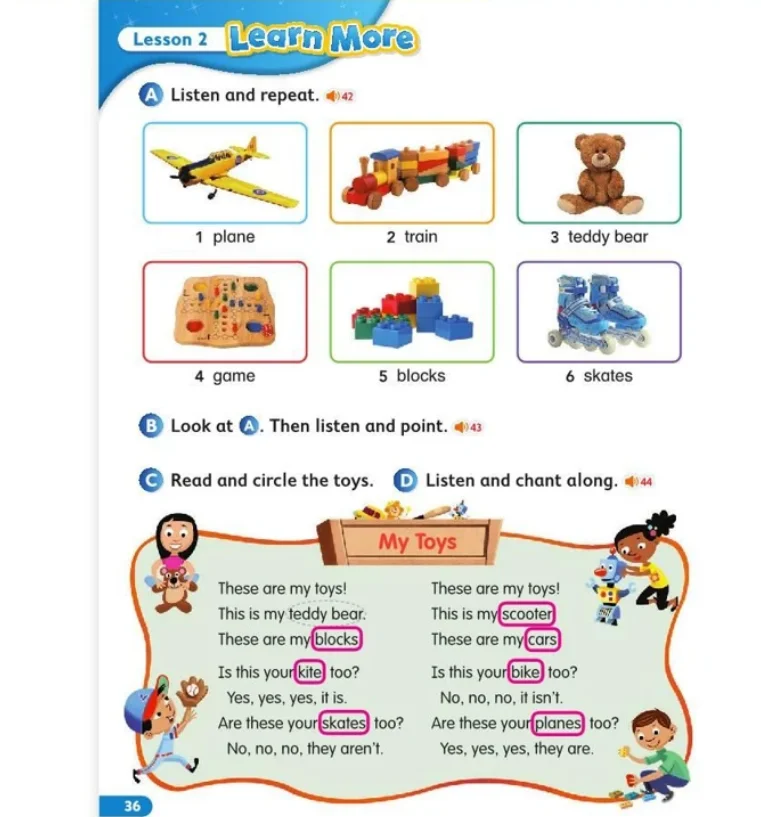 Lesson 2 Learn More
A Listen and repeat. 42
1 plane
2 train
3 teddy bear
4 game
5 blocks
6 skates
B Look at A. Then listen and point. 43
C Read and circle the toys.
D Listen and chant along. 44
My Toys
These are my toys!
This is my teddy bear.
These are my blocks
Is this your kite too?
Yes, yes, yes, it is.
Are these your skates too?
No, no, no, they aren't.
These are my toys!
This is my scooter
These are my cars
Is this your bike too?
No, no, no, it isn't.
Are these your planes too?
Yes, yes, yes, they are.
36